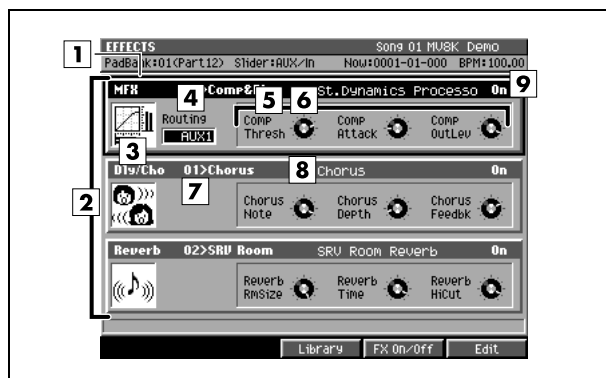 EFFECTS Song 01 MV8K Demo
1 PadBank:01(Part12) Slider:AUX/In Now:0001-01-000 BPM:100.00
MFX St.Dynamics Processo On 9
4 5 6
Routing Comp Thresh Comp Attack Comp OutLev
AUX1
3
Dly/Cho 01>Chorus Chorus On
2 7 8
Chorus Note Chorus Depth Chorus Feedbk
Reverb 02>SRV Room SRV Room Reverb On
Reverb RmSize Reverb Time Reverb HiCut
Library FX On/Off Edit